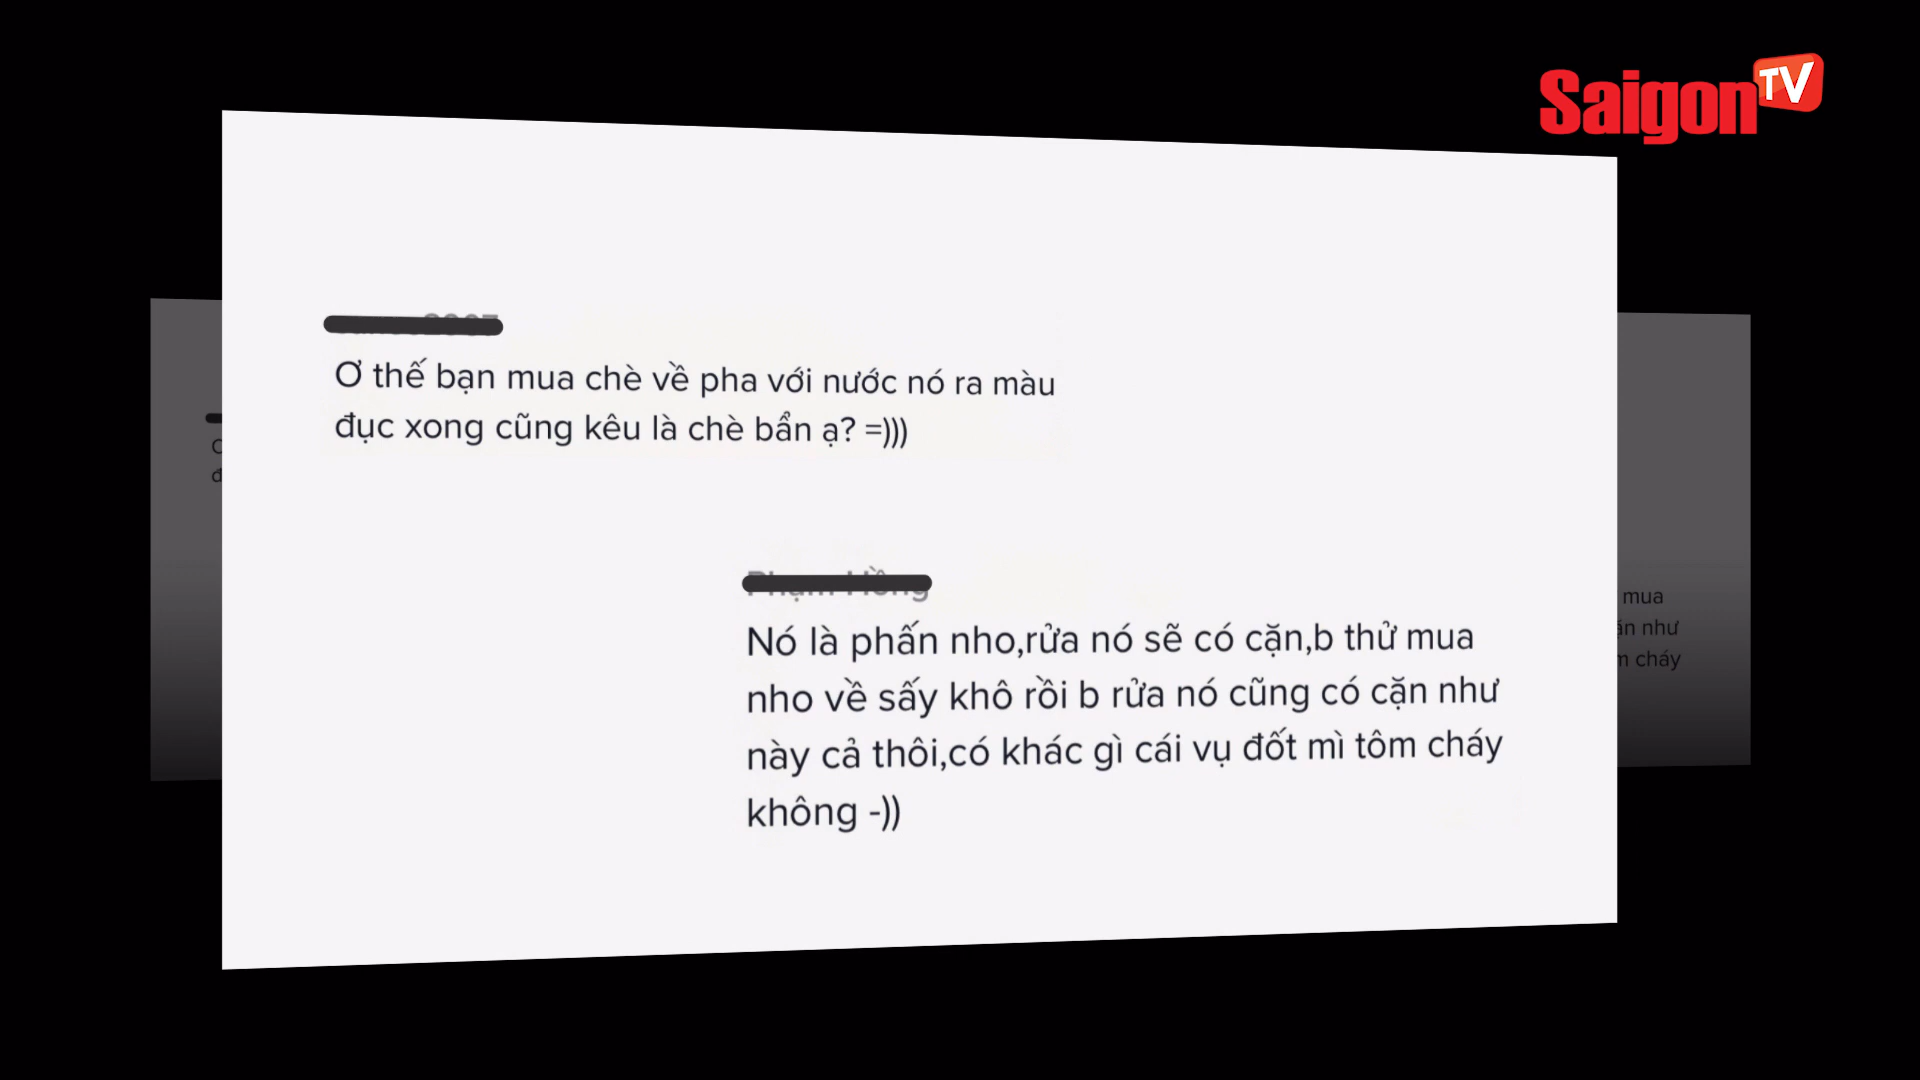 Saigon TV
Ơ thế bạn mua chè về pha với nước nó ra màu
đục xong cũng kêu là chè bẩn ạ? =)))
Nó là phấn nho,rửa nó sẽ có cặn,b thử mua
nho về sấy khô rồi b rửa nó cũng có cặn như
này cả thôi,có khác gì cái vụ đốt mì tôm cháy
không -))
mua
như
cháy